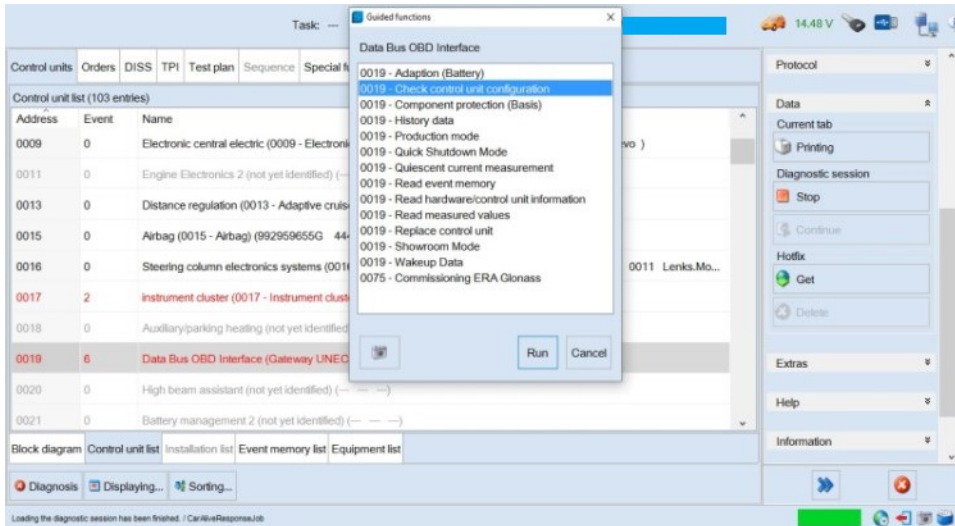 Task: ---
Guided functions
14.48 V
Data Bus OBD Interface
Control units Orders DISS TPI Test plan Sequence Special
Protocol
0019 - Adaption (Battery)
0019 - Check control unit configuration
0019 - Component protection (Basis)
0019 - History data
0019 - Production mode
0019 - Quick Shutdown Mode
0019 - Quiescent current measurement
0019 - Read event memory
0019 - Read hardware/control unit information
0019 - Read measured values
0019 - Replace control unit
0019 - Showroom Mode
0019 - Wakeup Data
0075 - Commissioning ERA Glonass
Run Cancel
Control unit list (103 entries)
Address Event Name
0009 0 Electronic central electric (0009 - Electroni vo )
0011 0 Engine Electronics 2 (not yet identified) (---
0013 0 Distance regulation (0013 - Adaptive cruis
0015 0 Airbag (0015 - Airbag) (992959655G 44
0016 0 Steering column electronics systems (001 0011 Lenks.Mo...
0017 2 instrument cluster (0017 - Instrument clust
0018 0 Auxiliary/parking heating (not yet identified
0019 6 Data Bus OBD Interface (Gateway UNEC
0020 0 High beam assistant (not yet identified) (--- --- ---)
0021 0 Battery management 2 (not yet identified) (--- --- ---)
Block diagram Control unit list Installation list Event memory list Equipment list
Diagnosis Displaying... Sorting...
Loading the diagnostic session has been finished. / CarAliveResponseJob
Data
Current tab
Printing
Diagnostic session
Stop
Continue
Hotfix
Get
Delete
Extras
Help
Information